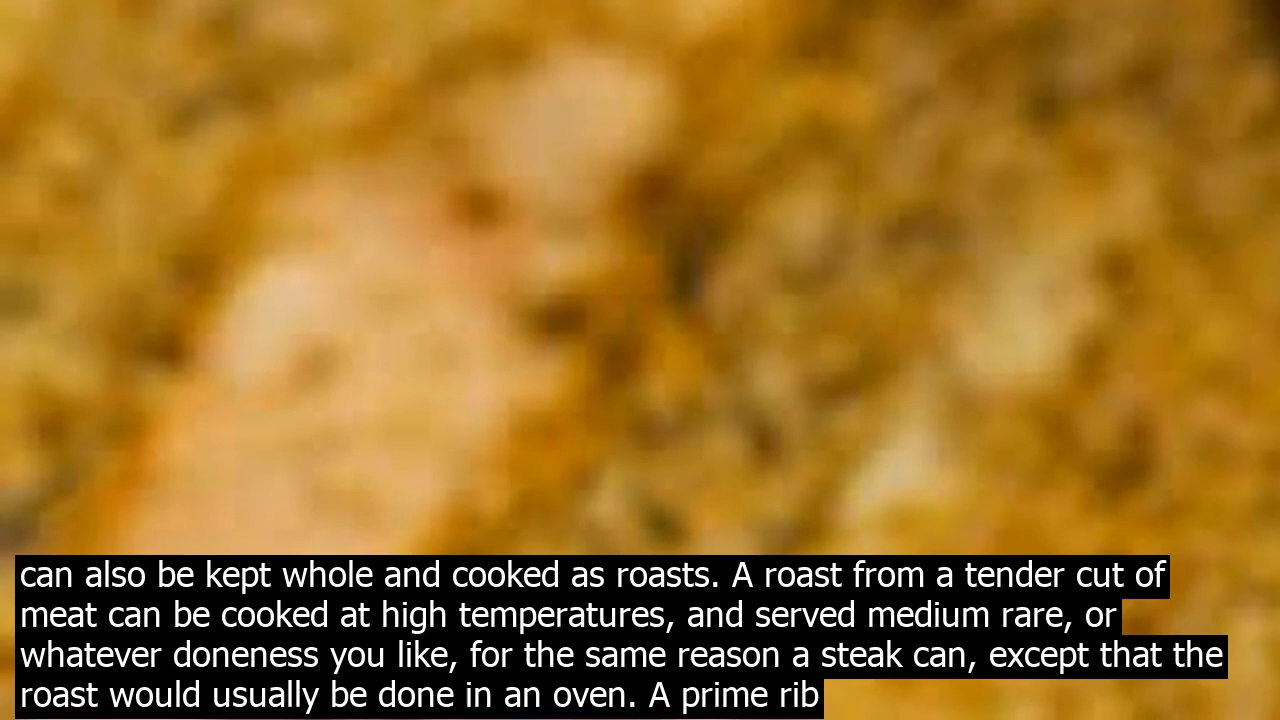 can also be kept whole and cooked as roasts. A roast from a tender cut of
meat can be cooked at high temperatures, and served medium rare, or
whatever doneness you like, for the same reason a steak can, except that the
roast would usually be done in an oven. A prime rib